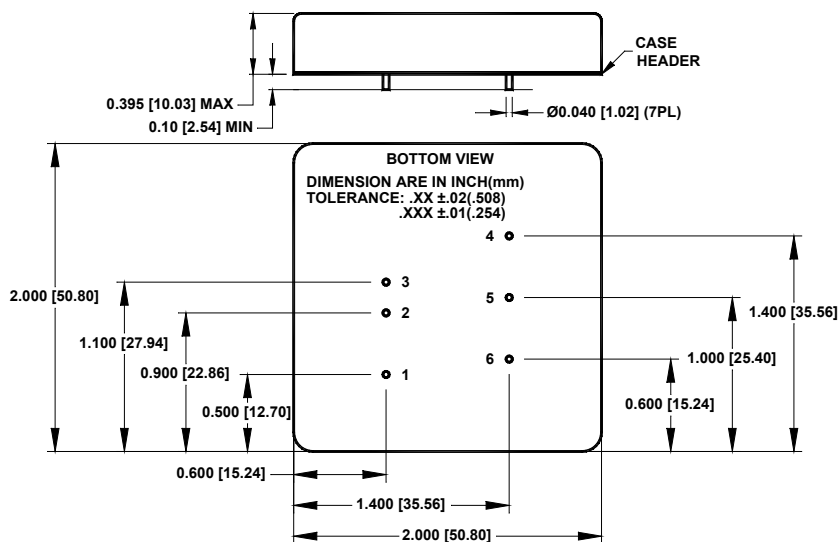 CASE
HEADER
0.395 [10.03] MAX
0.10 [2.54] MIN
Ø0.040 [1.02] (7PL)
BOTTOM VIEW
DIMENSION ARE IN INCH(mm)
TOLERANCE: .XX ±.02(.508)
.XXX ±.01(.254)
4
3
5
2
2.000 [50.80]
1.400 [35.56]
1.100 [27.94]
6
1.000 [25.40]
0.900 [22.86]
1
0.600 [15.24]
0.500 [12.70]
0.600 [15.24]
1.400 [35.56]
2.000 [50.80]